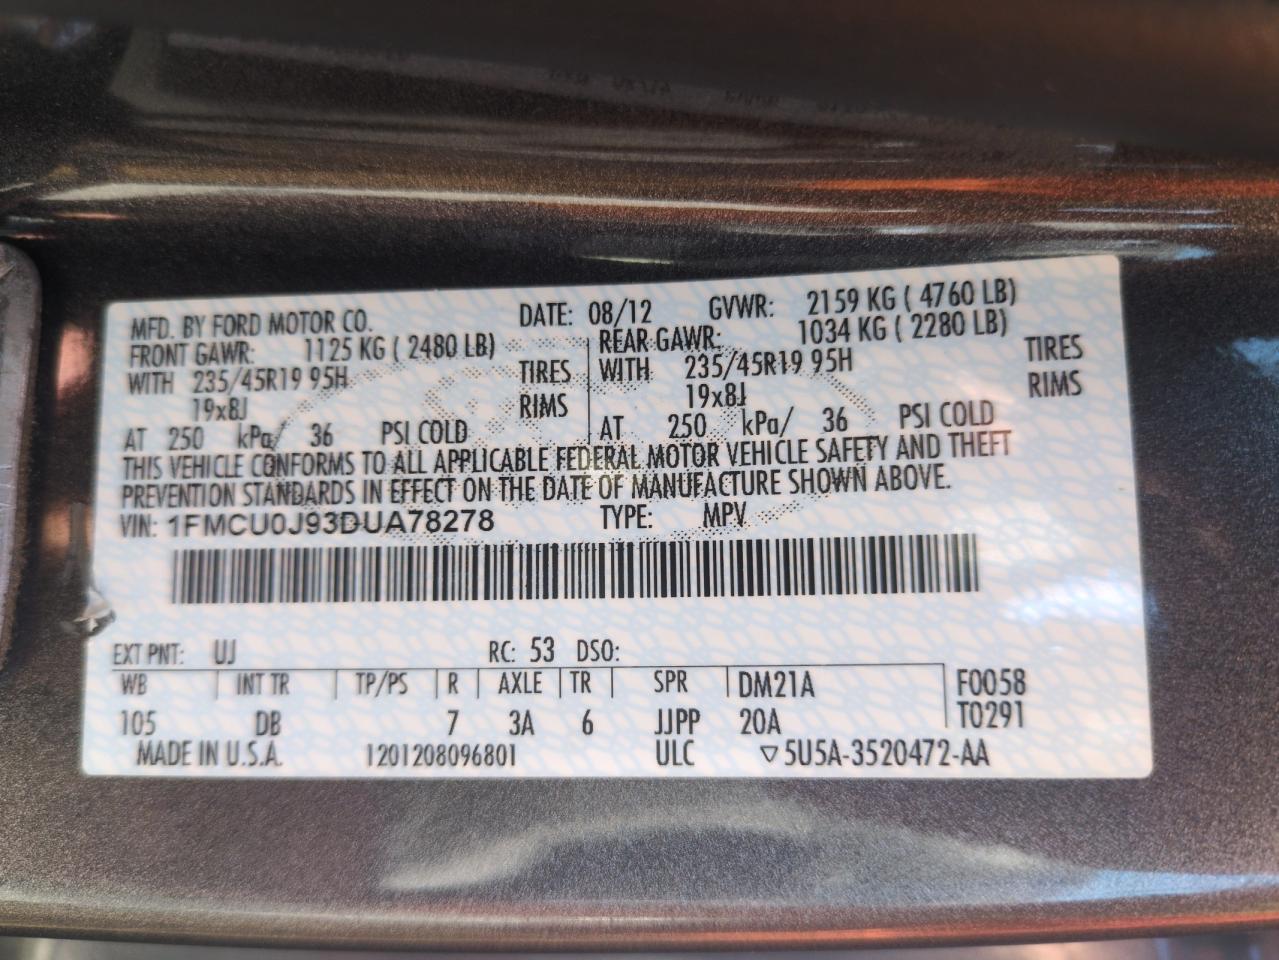 MFD. BY FORD MOTOR CO. DATE: 08/12 GVWR: 2159 KG ( 4760 LB)
FRONT GAWR: 1125 KG ( 2480 LB) REAR GAWR: 1034 KG ( 2280 LB)
WITH 235/45R19 95H TIRES WITH 235/45R19 95H TIRES
19x8J RIMS 19x8J RIMS
AT 250 kPa/ 36 PSI COLD AT 250 kPa/ 36 PSI COLD
THIS VEHICLE CONFORMS TO ALL APPLICABLE FEDERAL MOTOR VEHICLE SAFETY AND THEFT
PREVENTION STANDARDS IN EFFECT ON THE DATE OF MANUFACTURE SHOWN ABOVE.
VIN: 1FMCU0J93DUA78278 TYPE: MPV
EXT PNT: UJ RC: 53 DSO:
WB INT TR TP/PS R AXLE TR SPR DM21A F0058
105 DB 7 3A 6 JJPP 20A T0291
MADE IN U.S.A. 1201208096801 ULC ▽5U5A-3520472-AA